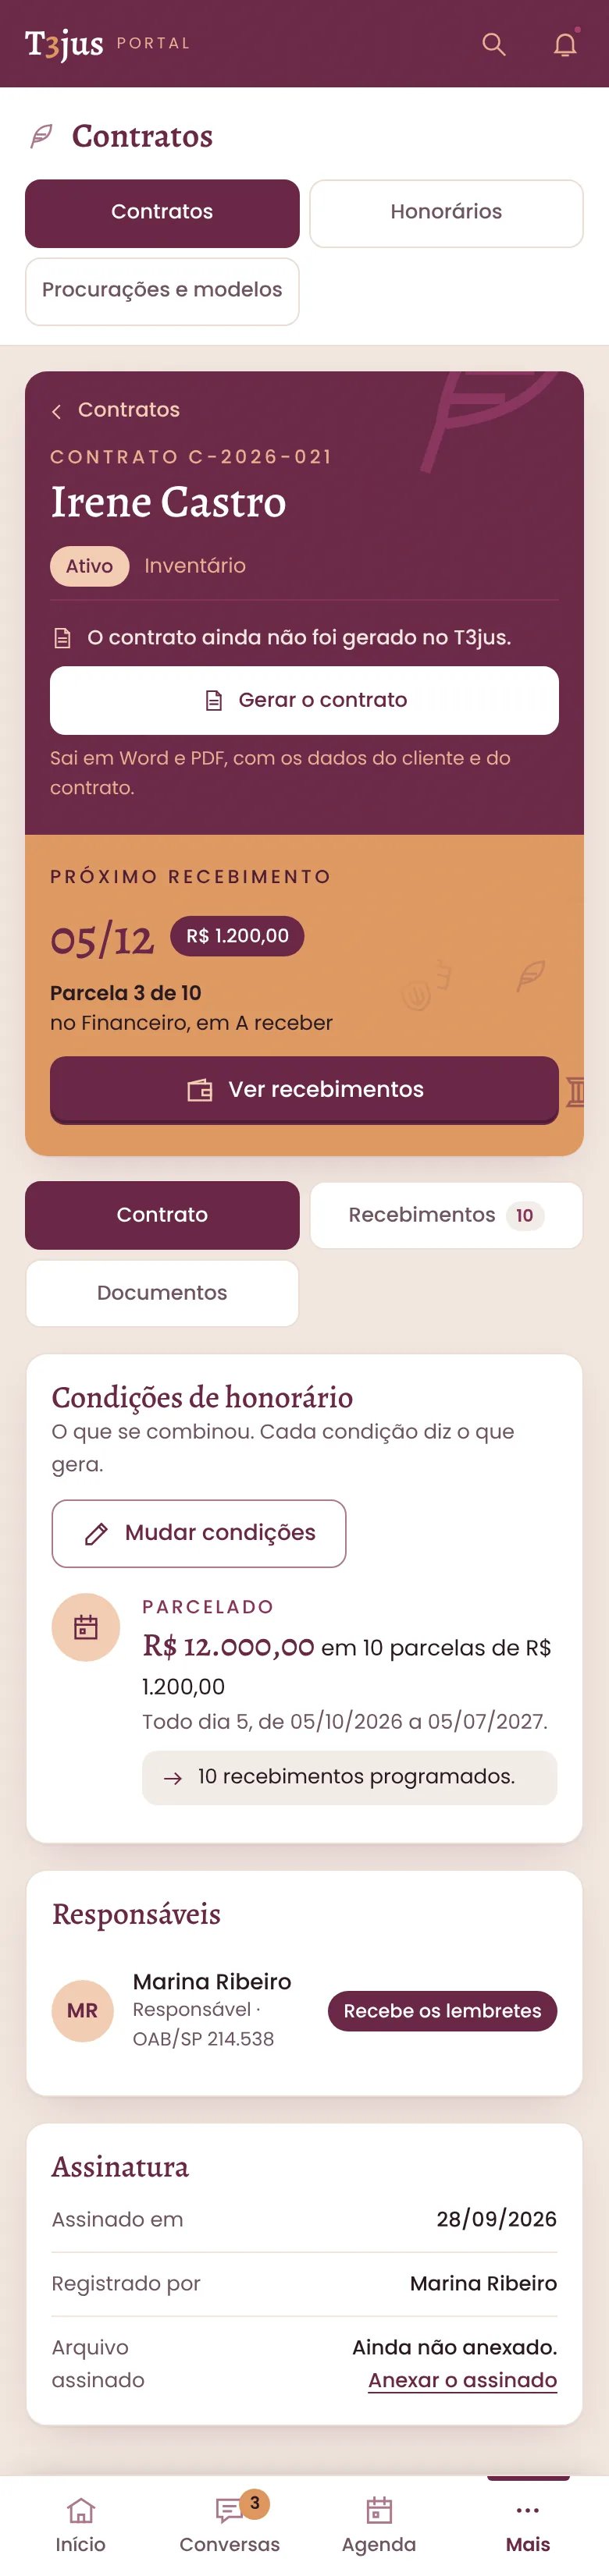 T3jus PORTAL
Contratos
Contratos
Honorários
Procurações e modelos
Contratos
CONTRATO C-2026-021
Irene Castro
Ativo
Inventário
O contrato ainda não foi gerado no T3jus.
Gerar o contrato
Sai em Word e PDF, com os dados do cliente e do
contrato.
PRÓXIMO RECEBIMENTO
05/12 R$ 1.200,00
Parcela 3 de 10
no Financeiro, em A receber
Ver recebimentos
Contrato
Recebimentos 10
Documentos
Condições de honorário
O que se combinou. Cada condição diz o que
gera.
Mudar condições
PARCELADO
R$ 12.000,00 em 10 parcelas de R$
1.200,00
Todo dia 5, de 05/10/2026 a 05/07/2027.
→ 10 recebimentos programados.
Responsáveis
MR
Marina Ribeiro
Responsável ·
OAB/SP 214.538
Recebe os lembretes
Assinatura
Assinado em 28/09/2026
Registrado por Marina Ribeiro
Arquivo
assinado
Ainda não anexado.
Anexar o assinado
3
Início
Conversas
Agenda
Mais